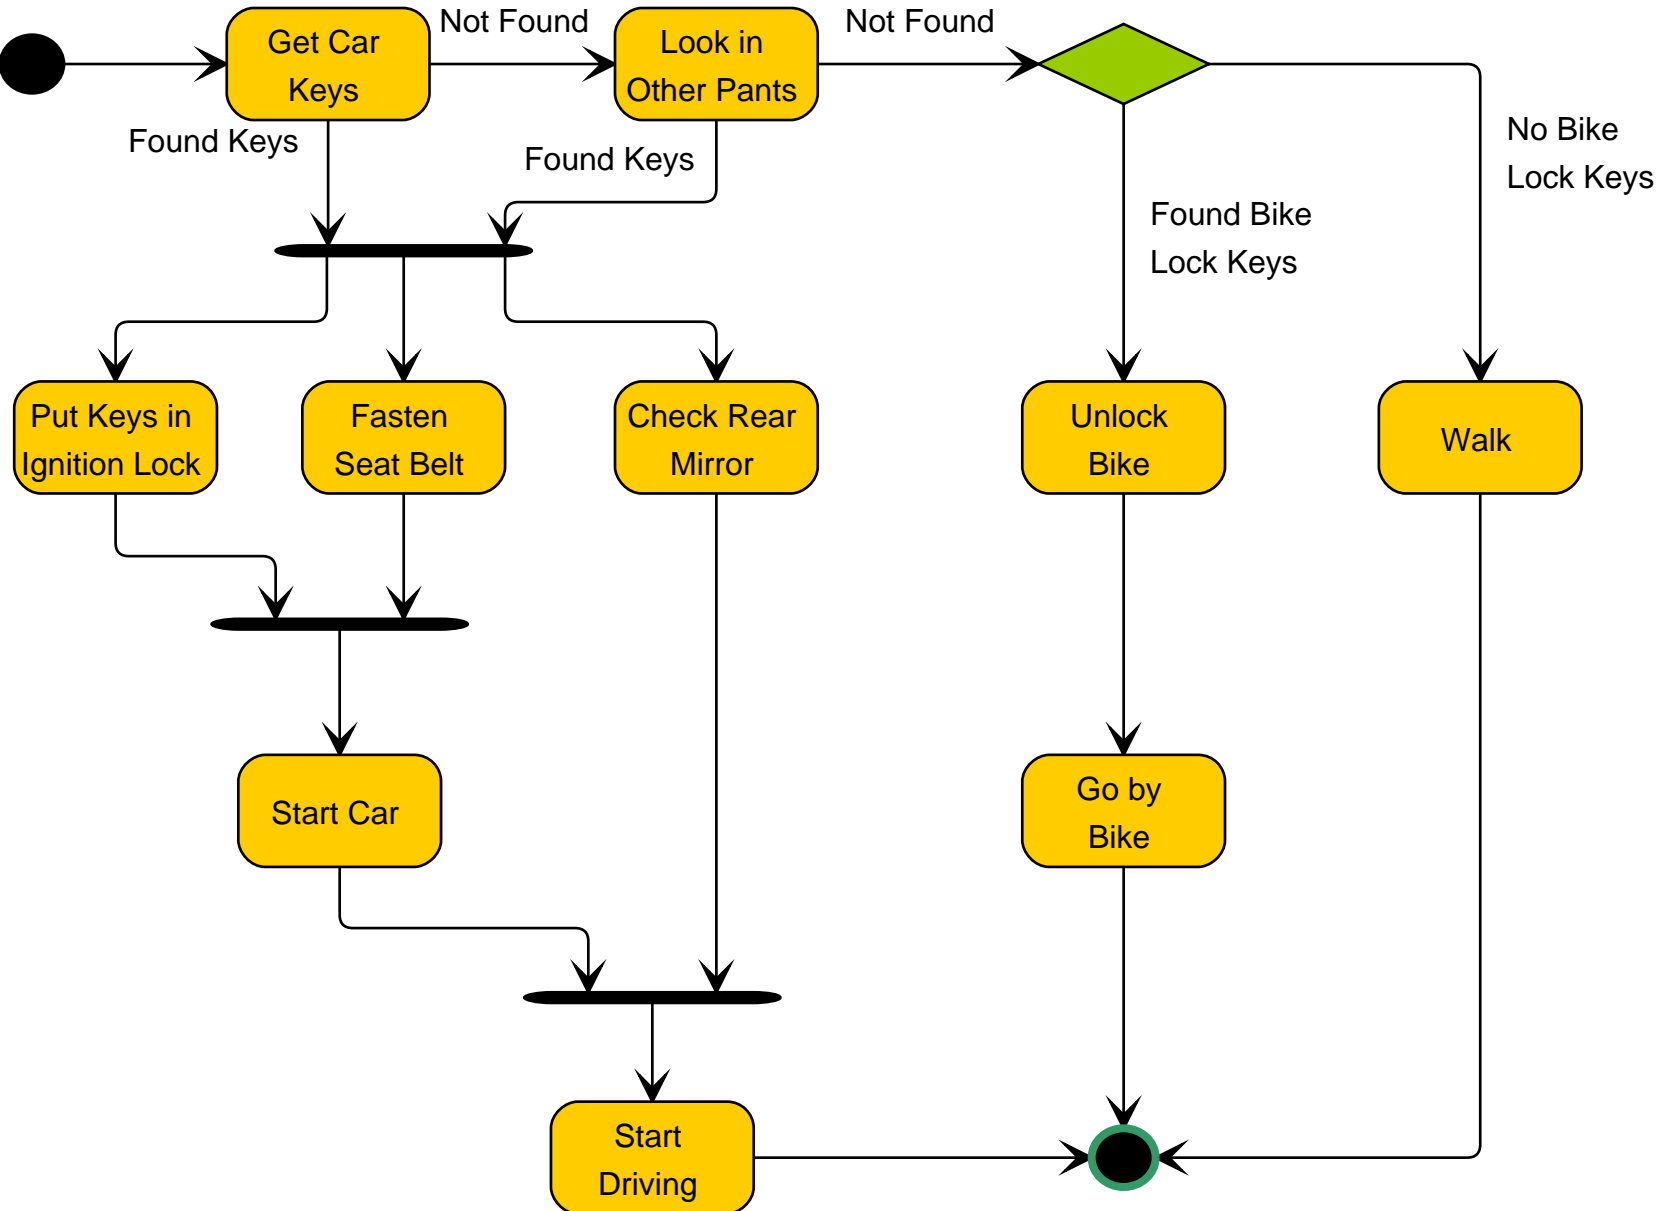 Get Car
Keys
Not Found
Look in
Other Pants
Not Found
Found Keys
Found Keys
No Bike
Lock Keys
Found Bike
Lock Keys
Put Keys in
Ignition Lock
Fasten
Seat Belt
Check Rear
Mirror
Unlock
Bike
Walk
Start Car
Go by
Bike
Start
Driving